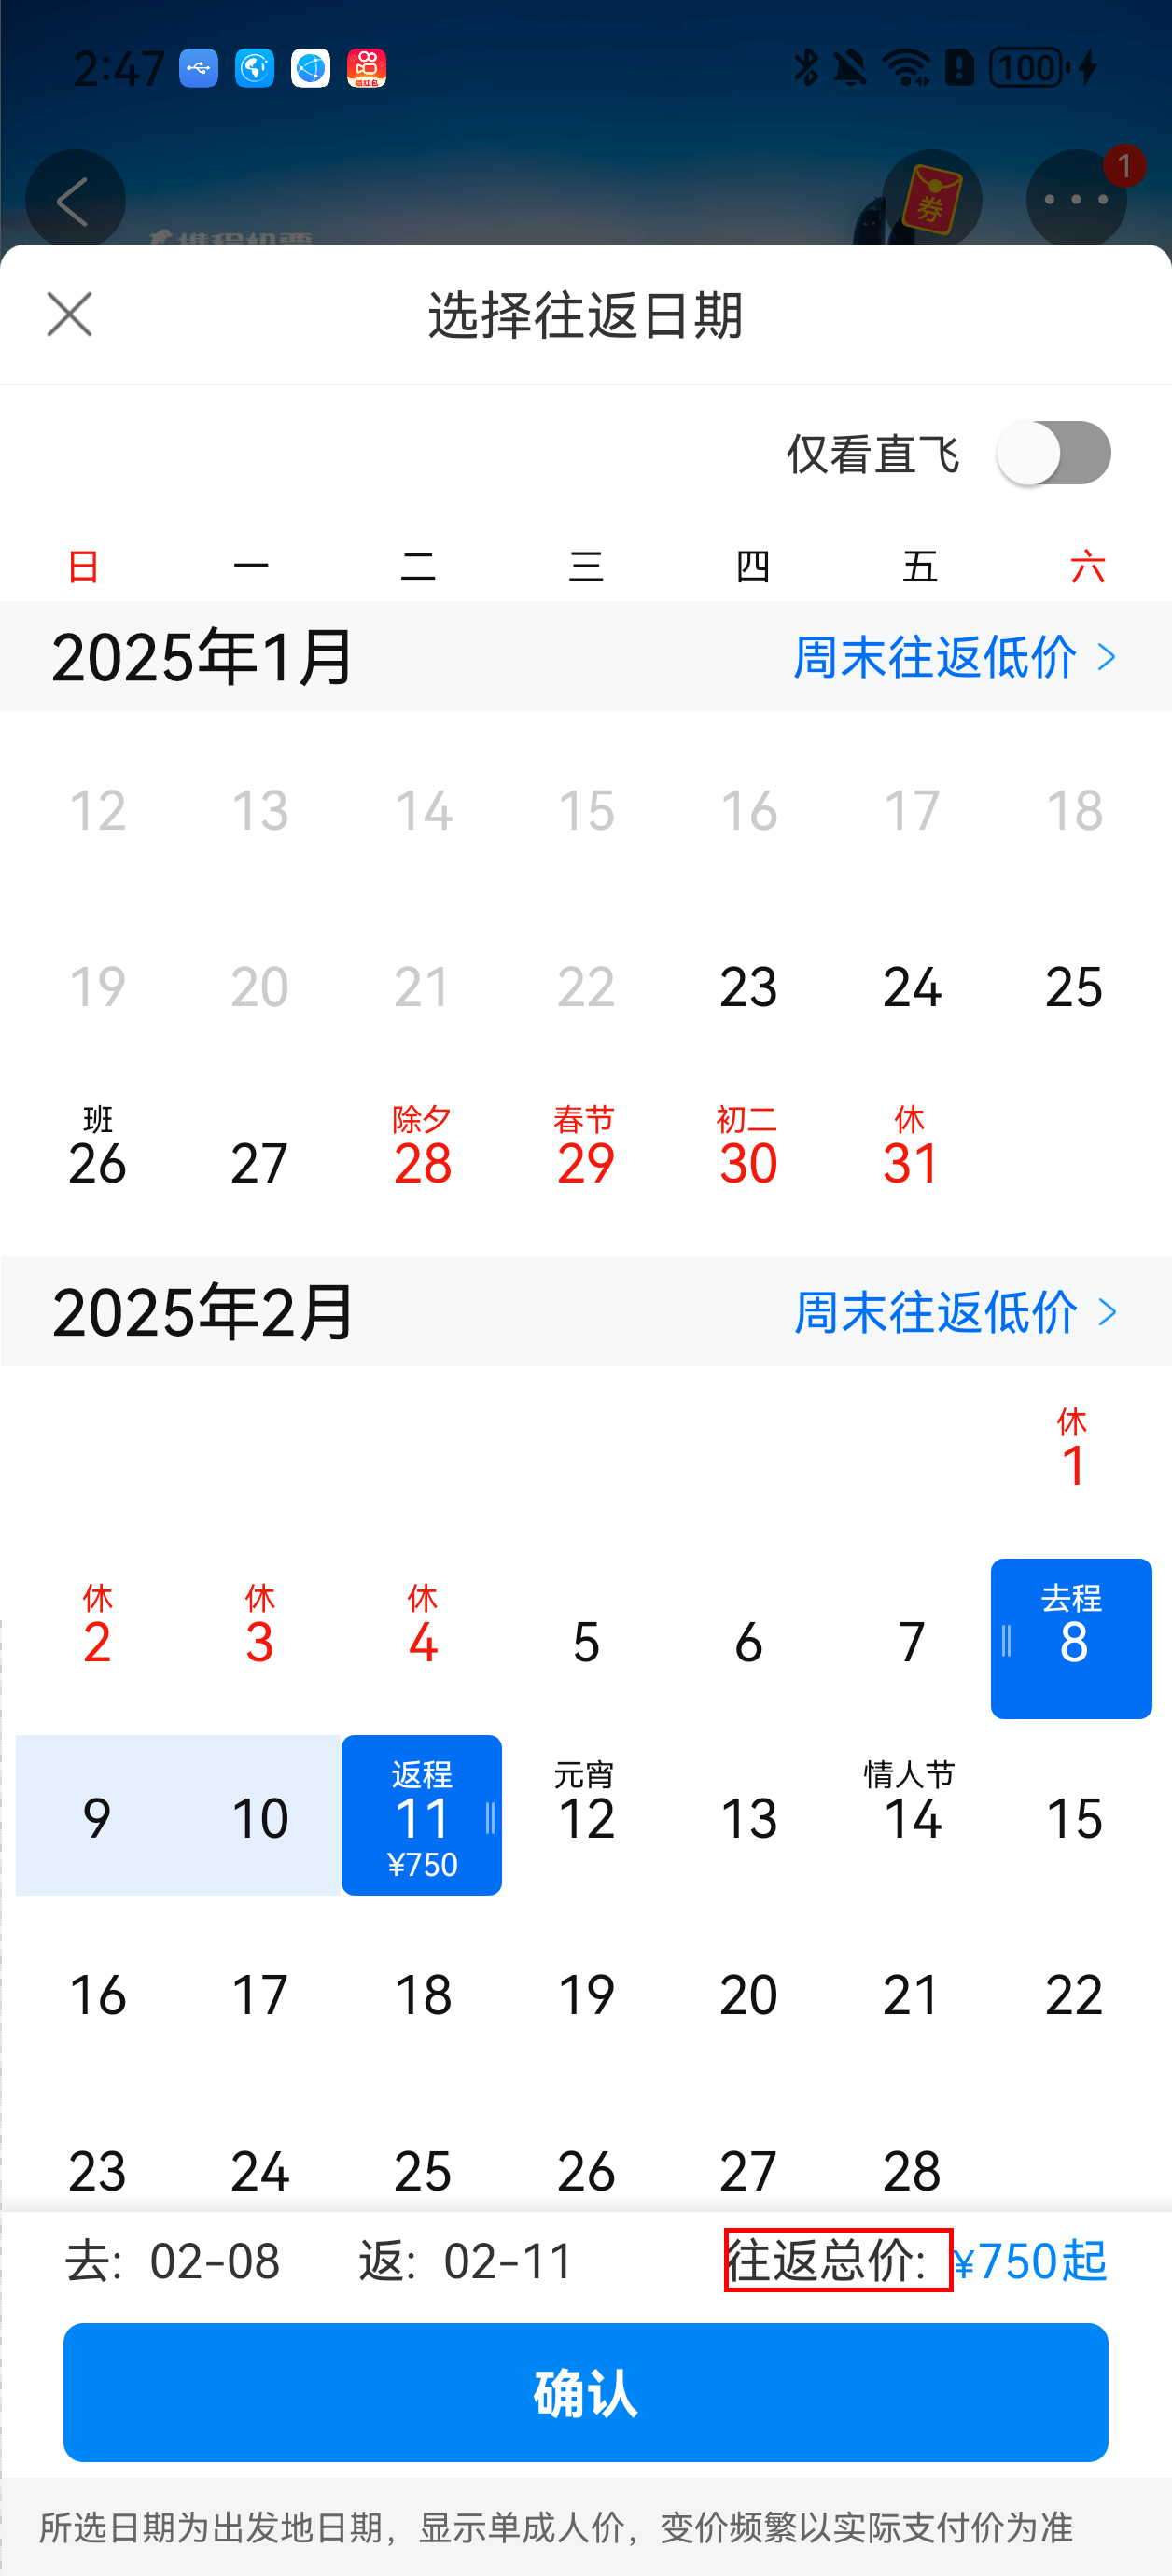 2:47
100
领红包
券
1
携程机票
选择往返日期
仅看直飞
日 一 二 三 四 五 六
2025年1月 周末往返低价 >
12 13 14 15 16 17 18
19 20 21 22 23 24 25
班 除夕 春节 初二 休
26 27 28 29 30 31
2025年2月 周末往返低价 >
休
1
休 休 休 去程
2 3 4 5 6 7 8
返程 元宵 情人节
9 10 11 12 13 14 15
¥750
16 17 18 19 20 21 22
23 24 25 26 27 28
去: 02-08 返: 02-11 往返总价: ¥750起
确认
所选日期为出发地日期，显示单成人价，变价频繁以实际支付价为准